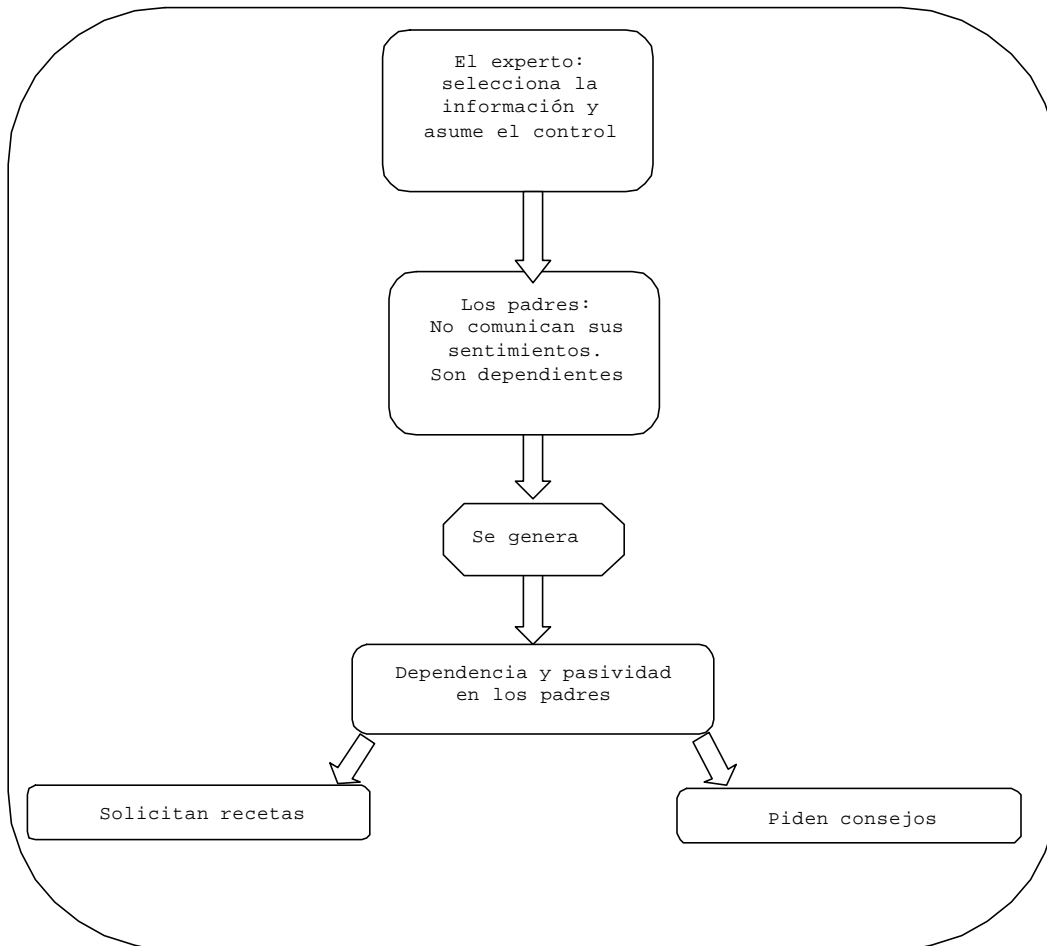 El experto:
selecciona la
información y
asume el control
Los padres:
No comunican sus
sentimientos.
Son dependientes
Se genera
Dependencia y pasividad
en los padres
Solicitan recetas
Piden consejos